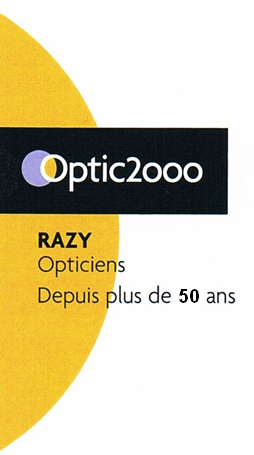 Optic2000
RAZY
Opticiens
Depuis plus de 50 ans